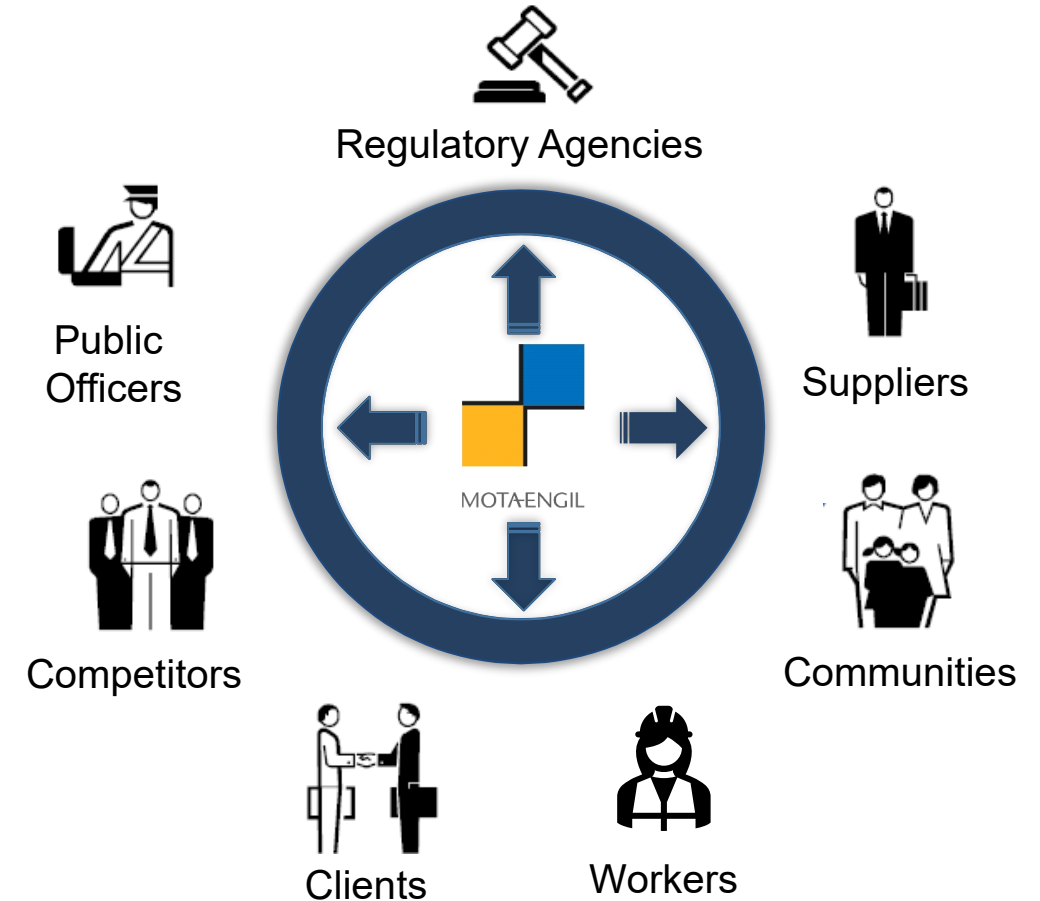 Regulatory Agencies
Public
Officers
Suppliers
MOTA-ENGIL
Competitors
Communities
Clients
Workers